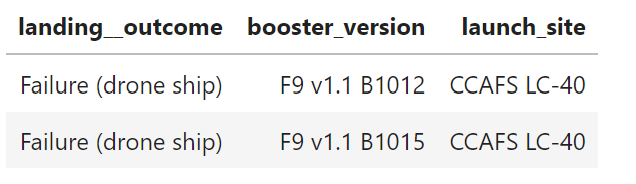 landing__outcome booster_version launch_site
Failure (drone ship) F9 v1.1 B1012 CCAFS LC-40
Failure (drone ship) F9 v1.1 B1015 CCAFS LC-40